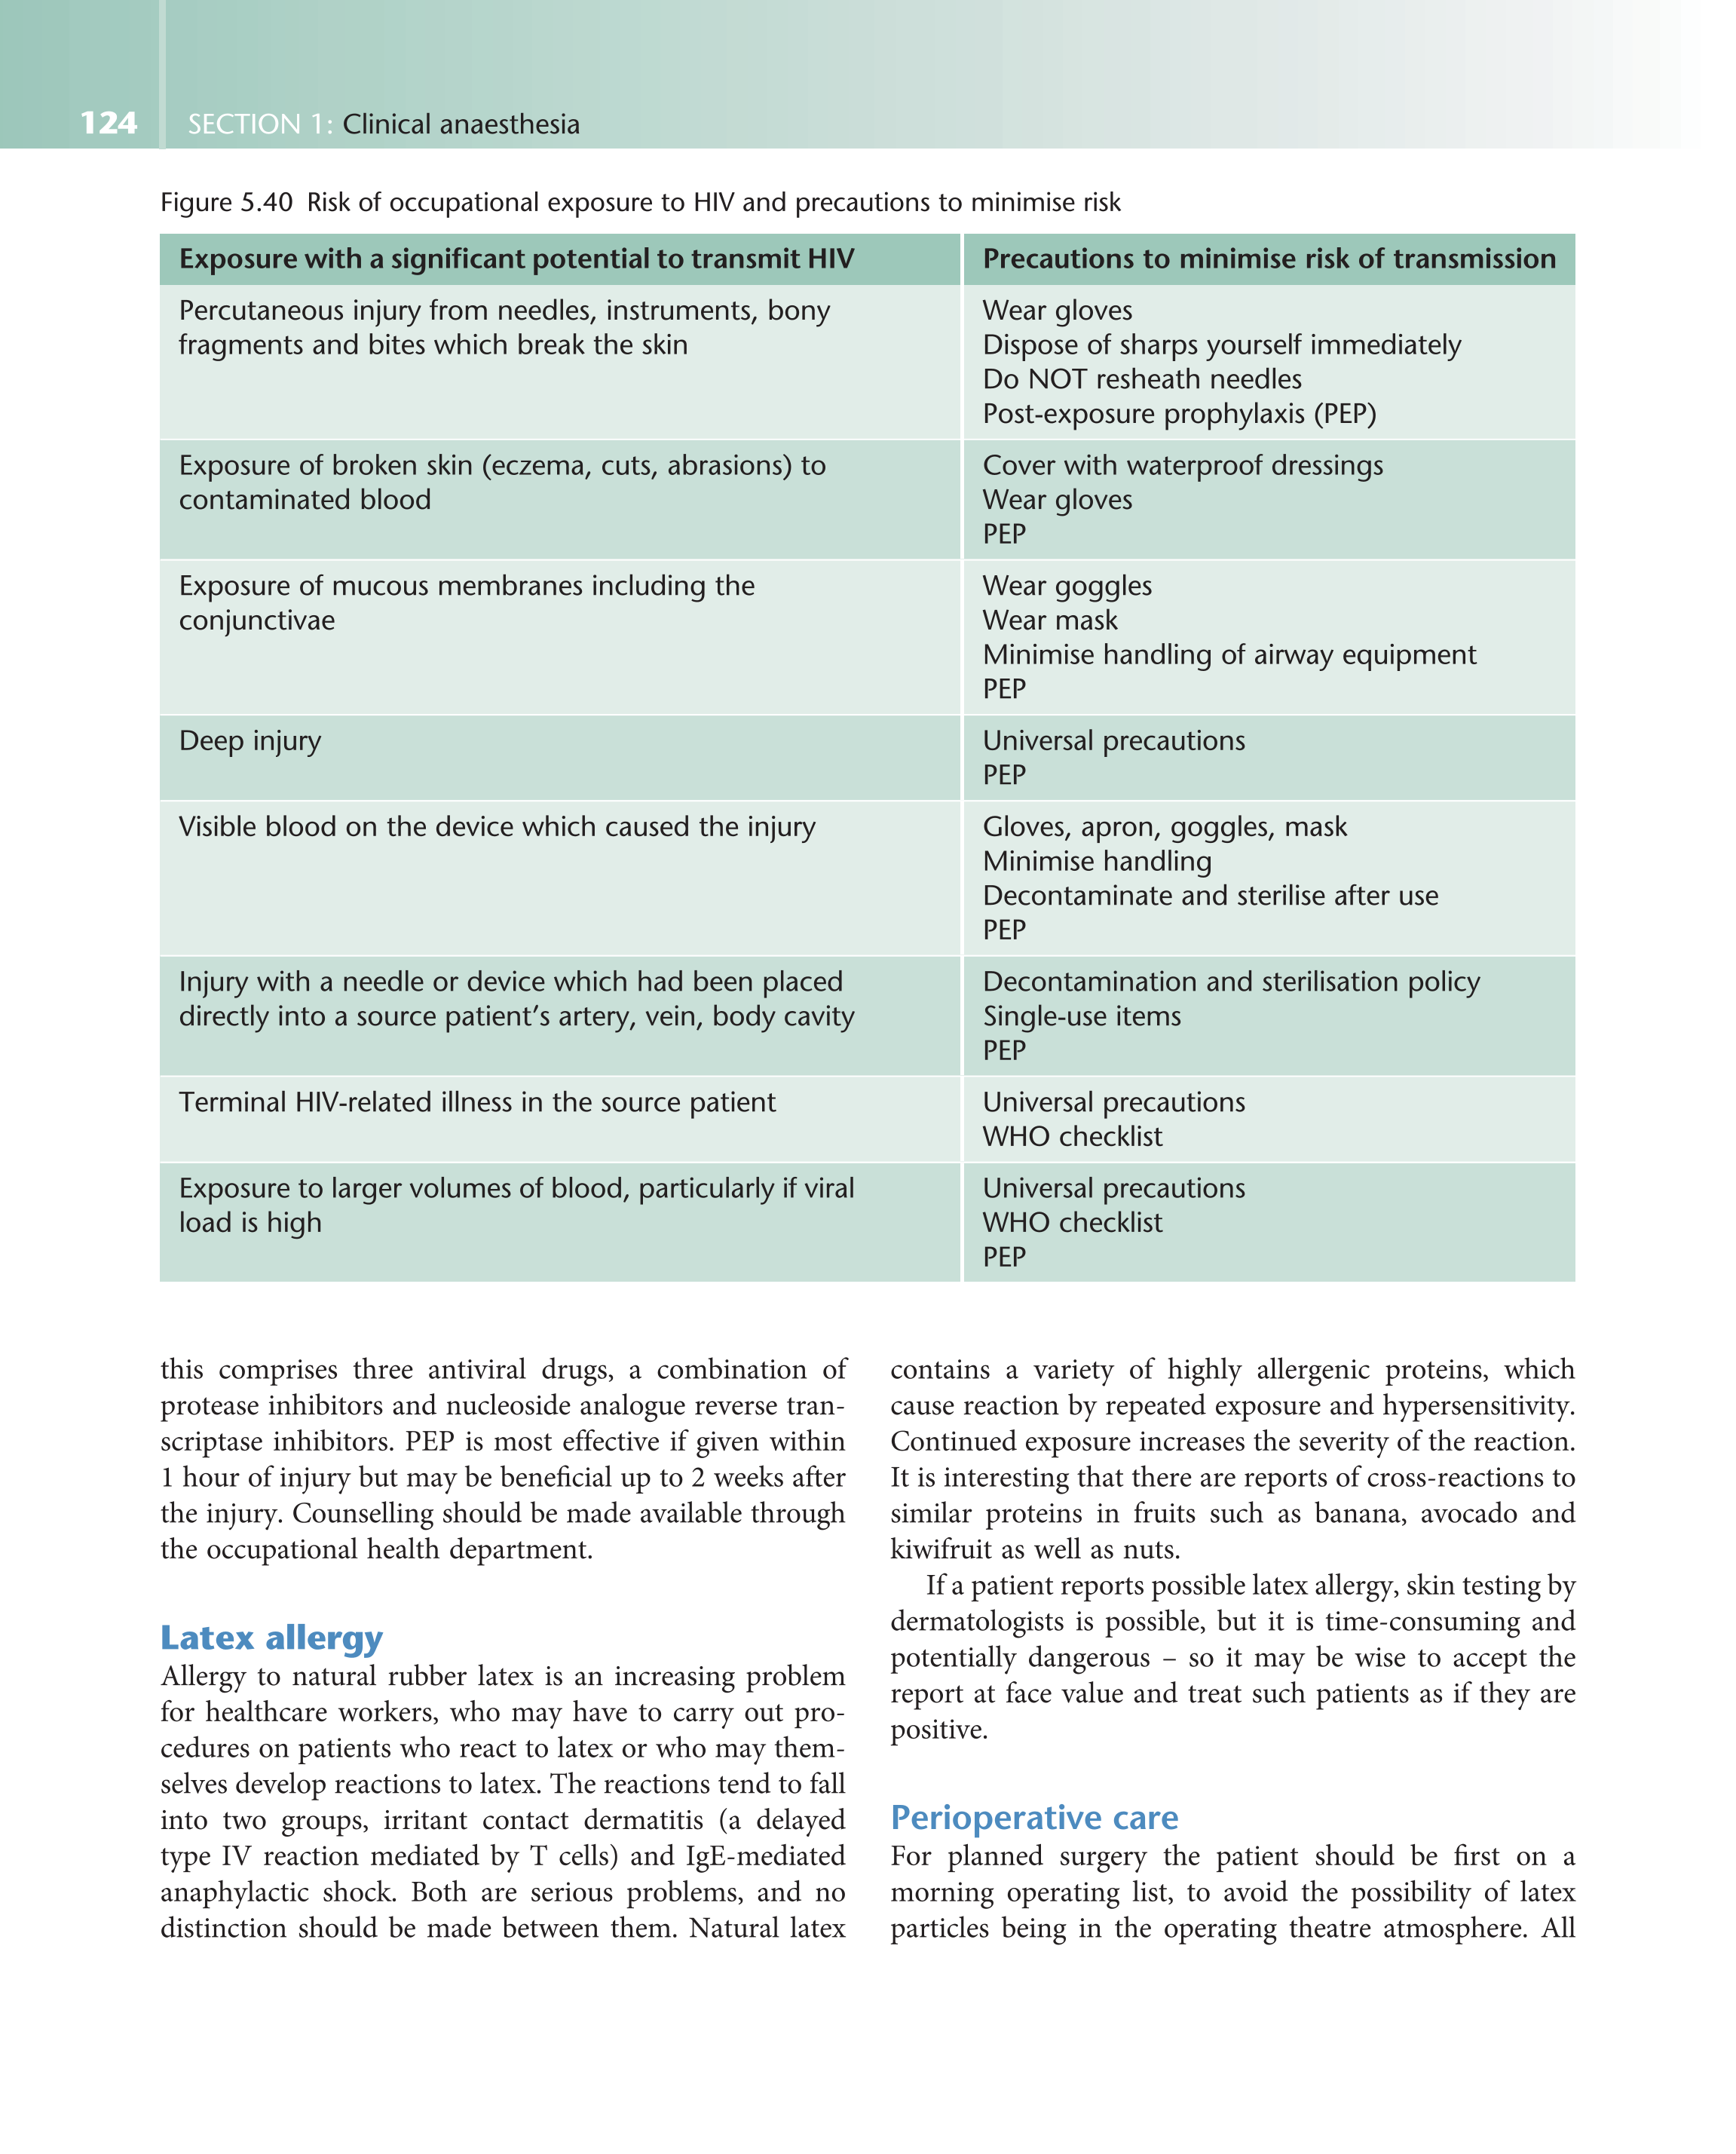 124
SECTION 1: Clinical anaesthesia
Figure 5.40 Risk of occupational exposure to HIV and precautions to minimise risk
Exposure with a significant potential to transmit HIV
Precautions to minimise risk of transmission
Percutaneous injury from needles, instruments, bony
fragments and bites which break the skin
Wear gloves
Dispose of sharps yourself immediately
Do NOT resheath needles
Post-exposure prophylaxis (PEP)
Exposure of broken skin (eczema, cuts, abrasions) to
contaminated blood
Cover with waterproof dressings
Wear gloves
PEP
Exposure of mucous membranes including the
conjunctivae
Wear goggles
Wear mask
Minimise handling of airway equipment
PEP
Deep injury
Universal precautions
PEP
Visible blood on the device which caused the injury
Gloves, apron, goggles, mask
Minimise handling
Decontaminate and sterilise after use
PEP
Injury with a needle or device which had been placed
directly into a source patient’s artery, vein, body cavity
Decontamination and sterilisation policy
Single-use items
PEP
Terminal HIV-related illness in the source patient
Universal precautions
WHO checklist
Exposure to larger volumes of blood, particularly if viral
load is high
Universal precautions
WHO checklist
PEP
this comprises three antiviral drugs, a combination of
protease inhibitors and nucleoside analogue reverse tran-
scriptase inhibitors. PEP is most effective if given within
1 hour of injury but may be beneficial up to 2 weeks after
the injury. Counselling should be made available through
the occupational health department.
Latex allergy
Allergy to natural rubber latex is an increasing problem
for healthcare workers, who may have to carry out pro-
cedures on patients who react to latex or who may them-
selves develop reactions to latex. The reactions tend to fall
into two groups, irritant contact dermatitis (a delayed
type IV reaction mediated by T cells) and IgE-mediated
anaphylactic shock. Both are serious problems, and no
distinction should be made between them. Natural latex
contains a variety of highly allergenic proteins, which
cause reaction by repeated exposure and hypersensitivity.
Continued exposure increases the severity of the reaction.
It is interesting that there are reports of cross-reactions to
similar proteins in fruits such as banana, avocado and
kiwifruit as well as nuts.
If a patient reports possible latex allergy, skin testing by
dermatologists is possible, but it is time-consuming and
potentially dangerous – so it may be wise to accept the
report at face value and treat such patients as if they are
positive.
Perioperative care
For planned surgery the patient should be first on a
morning operating list, to avoid the possibility of latex
particles being in the operating theatre atmosphere. All